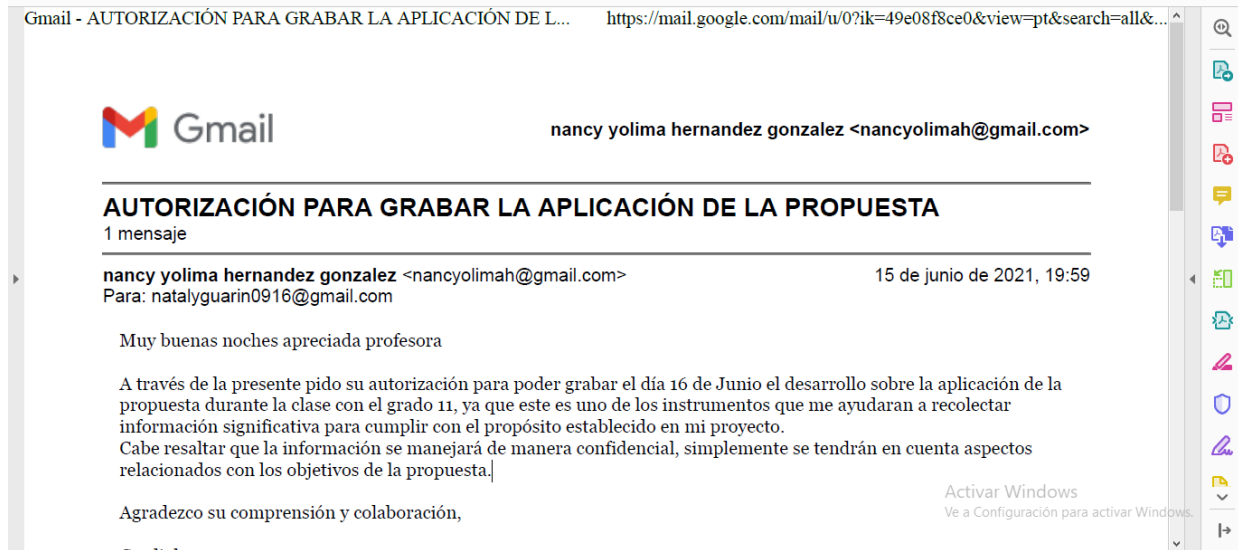 Gmail - AUTORIZACIÓN PARA GRABAR LA APLICACIÓN DE L... https://mail.google.com/mail/u/0?ik=49e08f8ce0&view=pt&search=all&...
Gmail
nancy yolima hernandez gonzalez <nancyolimah@gmail.com>
AUTORIZACIÓN PARA GRABAR LA APLICACIÓN DE LA PROPUESTA
1 mensaje
nancy yolima hernandez gonzalez <nancyolimah@gmail.com> 15 de junio de 2021, 19:59
Para: natalyguarin0916@gmail.com
Muy buenas noches apreciada profesora
A través de la presente pido su autorización para poder grabar el día 16 de Junio el desarrollo sobre la aplicación de la
propuesta durante la clase con el grado 11, ya que este es uno de los instrumentos que me ayudaran a recolectar
información significativa para cumplir con el propósito establecido en mi proyecto.
Cabe resaltar que la información se manejará de manera confidencial, simplemente se tendrán en cuenta aspectos
relacionados con los objetivos de la propuesta.
Agradezco su comprensión y colaboración,
Activar Windows
Ve a Configuración para activar Windows.